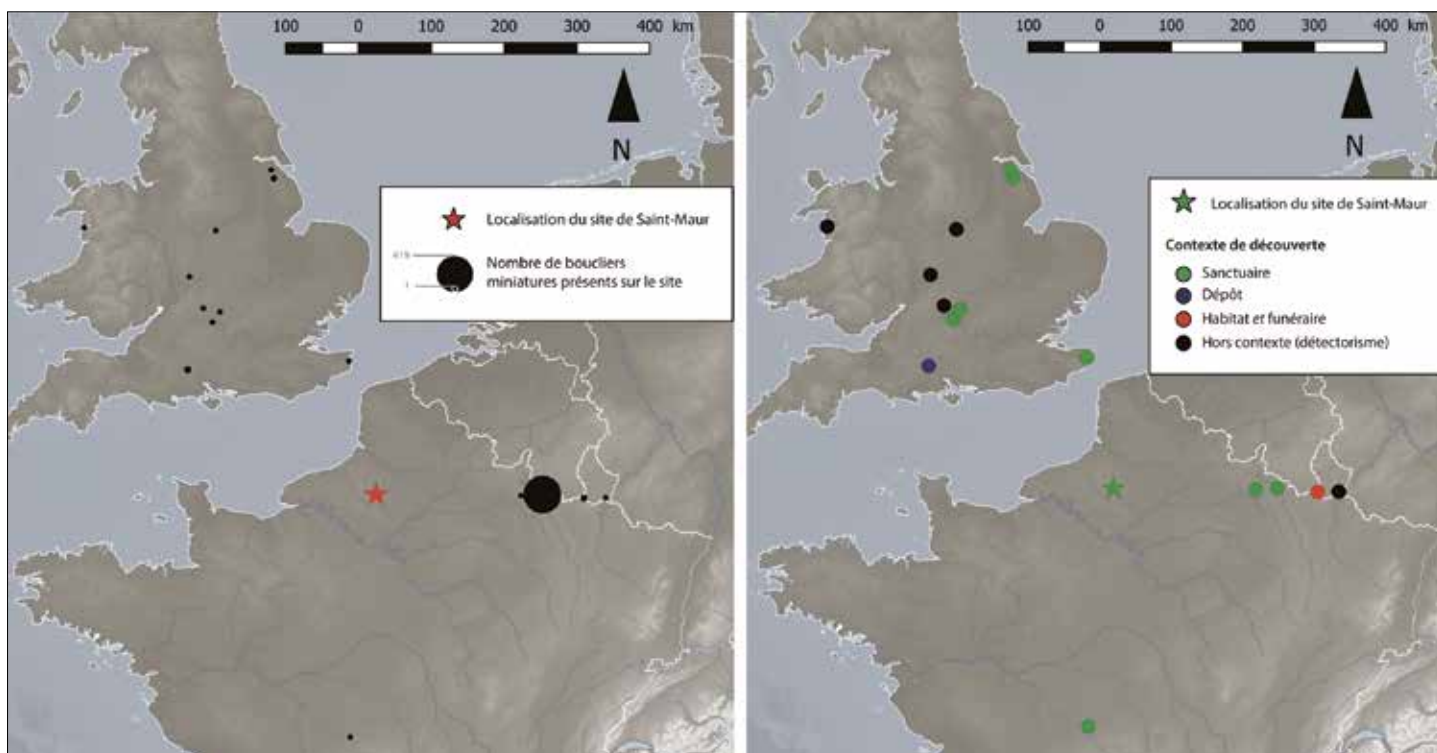 100 0 100 200 300 400 km
N
Localisation du site de Saint-Maur
Nombre de boucliers
miniatures présents sur le site
1
100 0 100 200 300 400 km
N
Localisation du site de Saint-Maur
Contexte de découverte
Sanctuaire
Dépôt
Habitat et funéraire
Hors contexte (détectorisme)